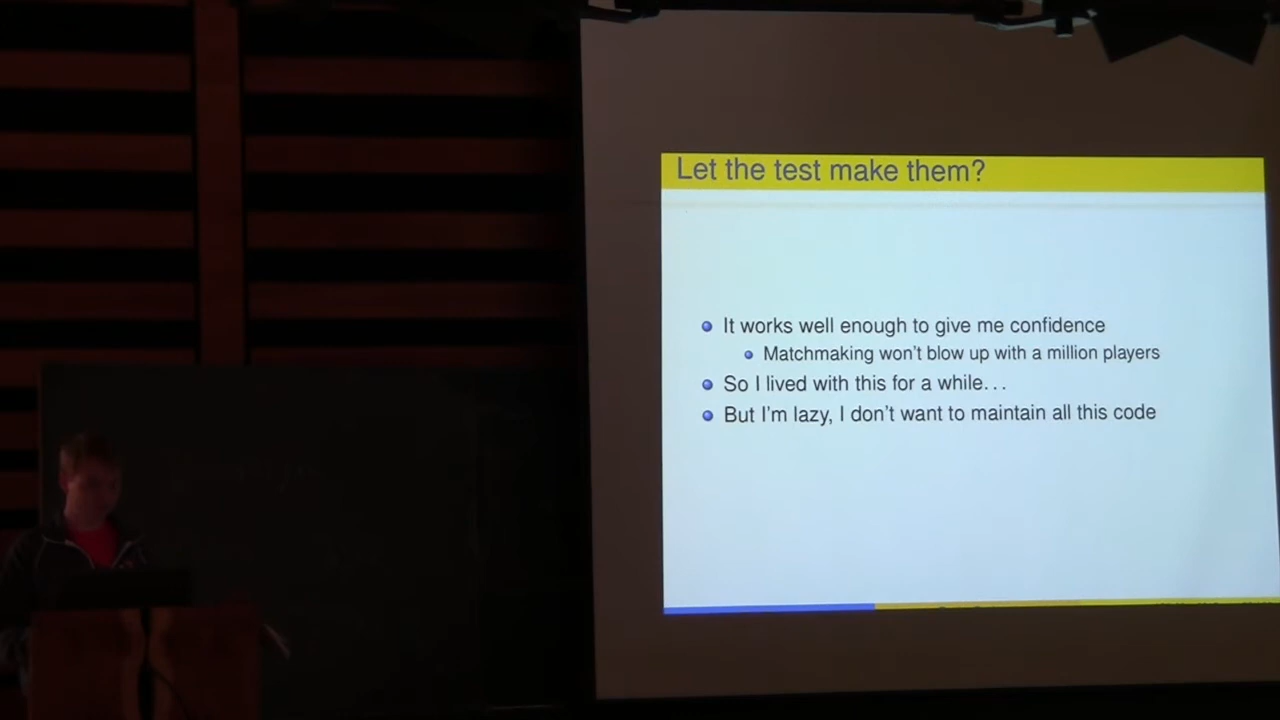 Let the test make them?
It works well enough to give me confidence
Matchmaking won't blow up with a million players
So I lived with this for a while...
But I'm lazy, I don't want to maintain all this code